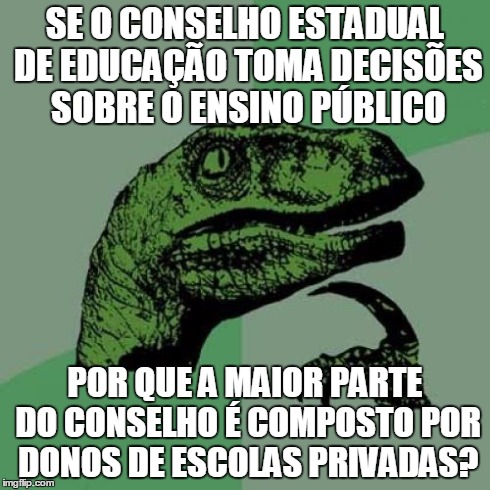 SE O CONSELHO ESTADUAL
DE EDUCAÇÃO TOMA DECISÕES
SOBRE O ENSINO PÚBLICO
POR QUE A MAIOR PARTE
DO CONSELHO É COMPOSTO POR
DONOS DE ESCOLAS PRIVADAS?
imgflip.com